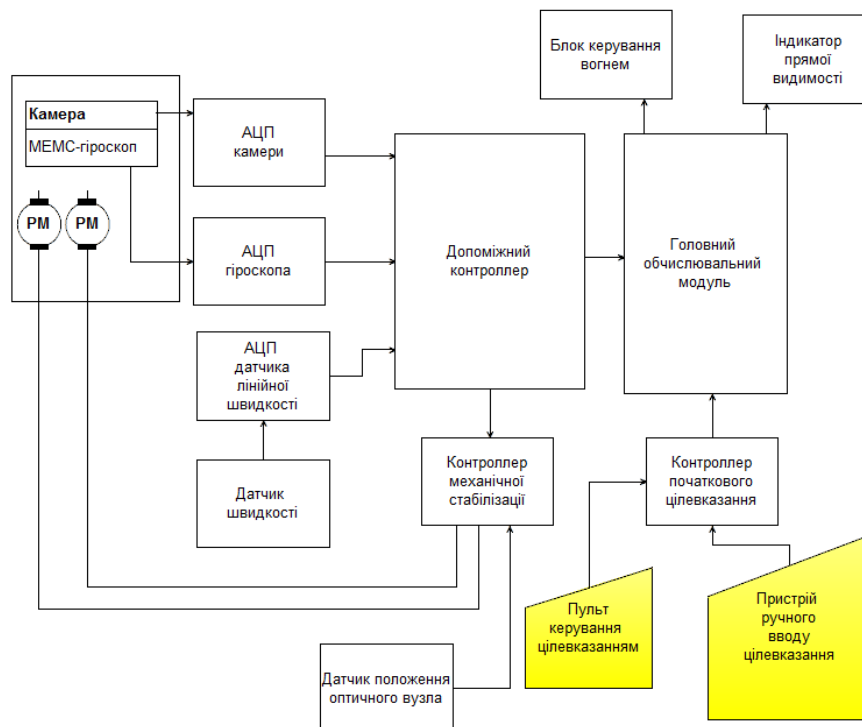 Блок керування
вогнем
Індикатор
прямої
видимості
Камера
МЕМС-гіроскоп
АЦП
камери
РМ
РМ
АЦП
гіроскопа
Допоміжний
контроллер
Головний
обчислювальний
модуль
АЦП
датчика
лінійної
швидкості
Датчик
швидкості
Контроллер
механічної
стабілізації
Контроллер
початкового
цілевказання
Пульт
керування
цілевказанням
Пристрій
ручного
вводу
цілевказання
Датчик положення
оптичного вузла